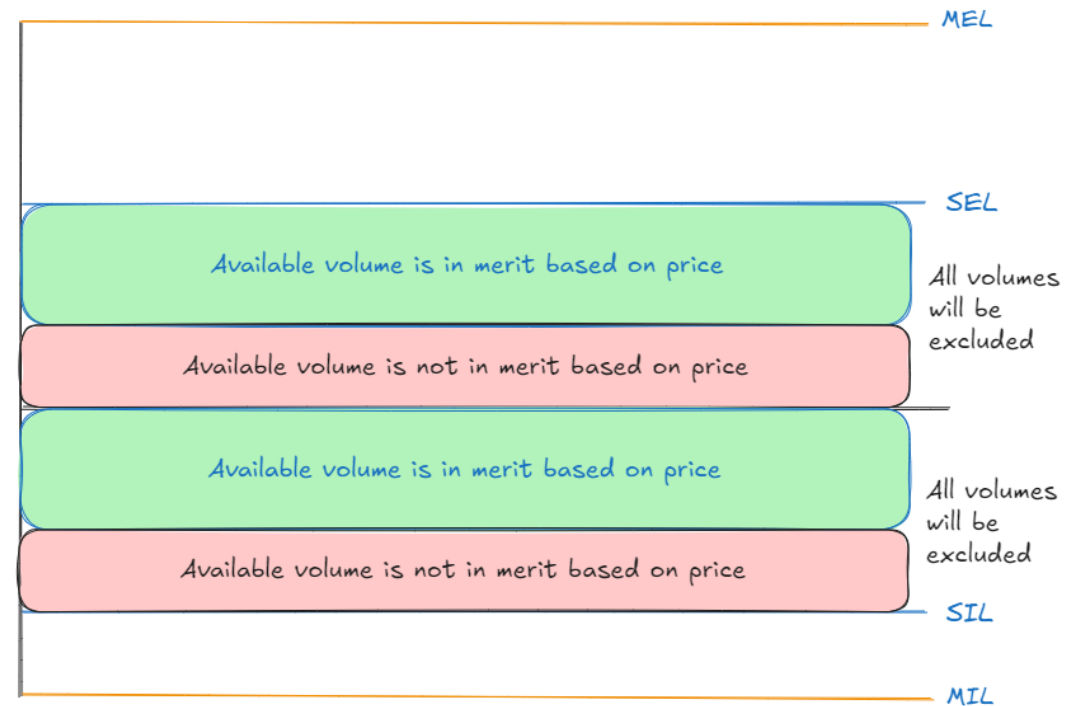 MEL
SEL
Available volume is in merit based on price
All volumes
will be
excluded
Available volume is not in merit based on price
Available volume is in merit based on price
All volumes
will be
excluded
Available volume is not in merit based on price
SIL
MIL